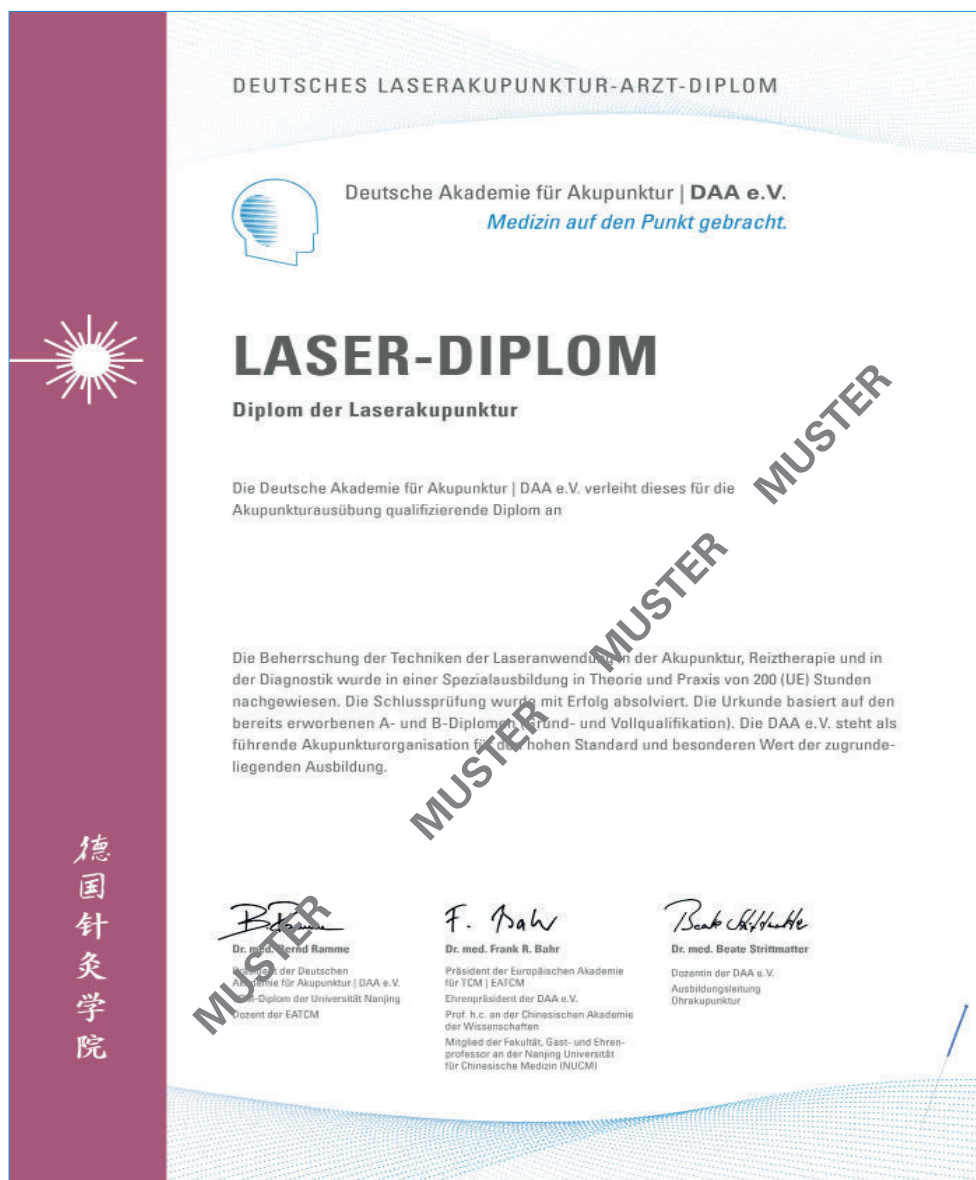 DEUTSCHES LASERAKUPUNKTUR-ARZT-DIPLOM
Deutsche Akademie für Akupunktur | DAA e.V.
Medizin auf den Punkt gebracht.
LASER-DIPLOM
Diplom der Laserakupunktur
Die Deutsche Akademie für Akupunktur | DAA e.V. verleiht dieses für die
Akupunkturausübung qualifizierende Diplom an
Die Beherrschung der Techniken der Laseranwendung in der Akupunktur, Reiztherapie und in
der Diagnostik wurde in einer Spezialausbildung in Theorie und Praxis von 200 (UE) Stunden
nachgewiesen. Die Schlussprüfung wurde mit Erfolg absolviert. Die Urkunde basiert auf den
bereits erworbenen A- und B-Diplomen (Grund- und Vollqualifikation). Die DAA e.V. steht als
führende Akupunkturorganisation für den hohen Standard und besonderen Wert der zugrunde-
liegenden Ausbildung.
MUSTER
MUSTER
MUSTER
MUSTER
德国针灸学院
F. Bahr
Dr. med. Bernd Ramme
Präsident der Deutschen
Akademie für Akupunktur | DAA e.V.
-Diplom der Universität Nanjing
Dozent der EATCM
Dr. med. Frank R. Bahr
Präsident der Europäischen Akademie
für TCM | EATCM
Ehrenpräsident der DAA e.V.
Prof. h.c. an der Chinesischen Akademie
der Wissenschaften
Mitglied der Fakultät, Gast- und Ehren-
professor an der Nanjing Universität
für Chinesische Medizin (NUCM)
Beate Strittmatter
Dr. med. Beate Strittmatter
Dozentin der DAA e.V.
Ausbildungsleitung
Ohrakupunktur